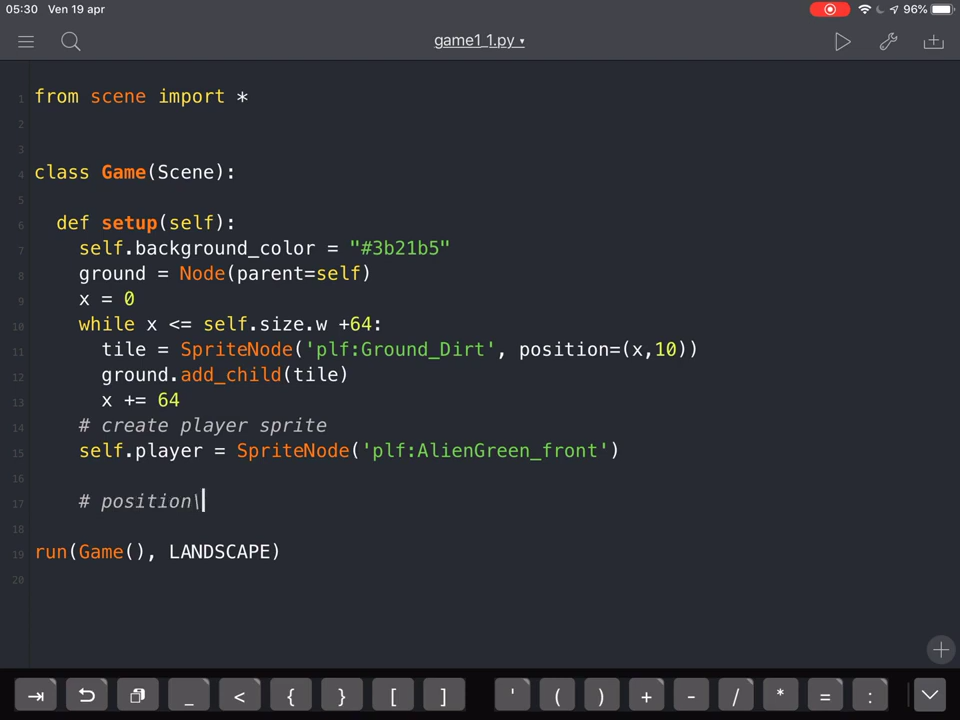 05:30 Ven 19 apr
96%
game1_1.py ▾
1 from scene import *
2
3
4 class Game(Scene):
5
6 def setup(self):
7 self.background_color = "#3b21b5"
8 ground = Node(parent=self)
9 x = 0
10 while x <= self.size.w +64:
11 tile = SpriteNode('plf:Ground_Dirt', position=(x,10))
12 ground.add_child(tile)
13 x += 64
14 # create player sprite
15 self.player = SpriteNode('plf:AlienGreen_front')
16
17 # position\
18
19 run(Game(), LANDSCAPE)
20
_ < { } [ ] ' ( ) + - / * = :